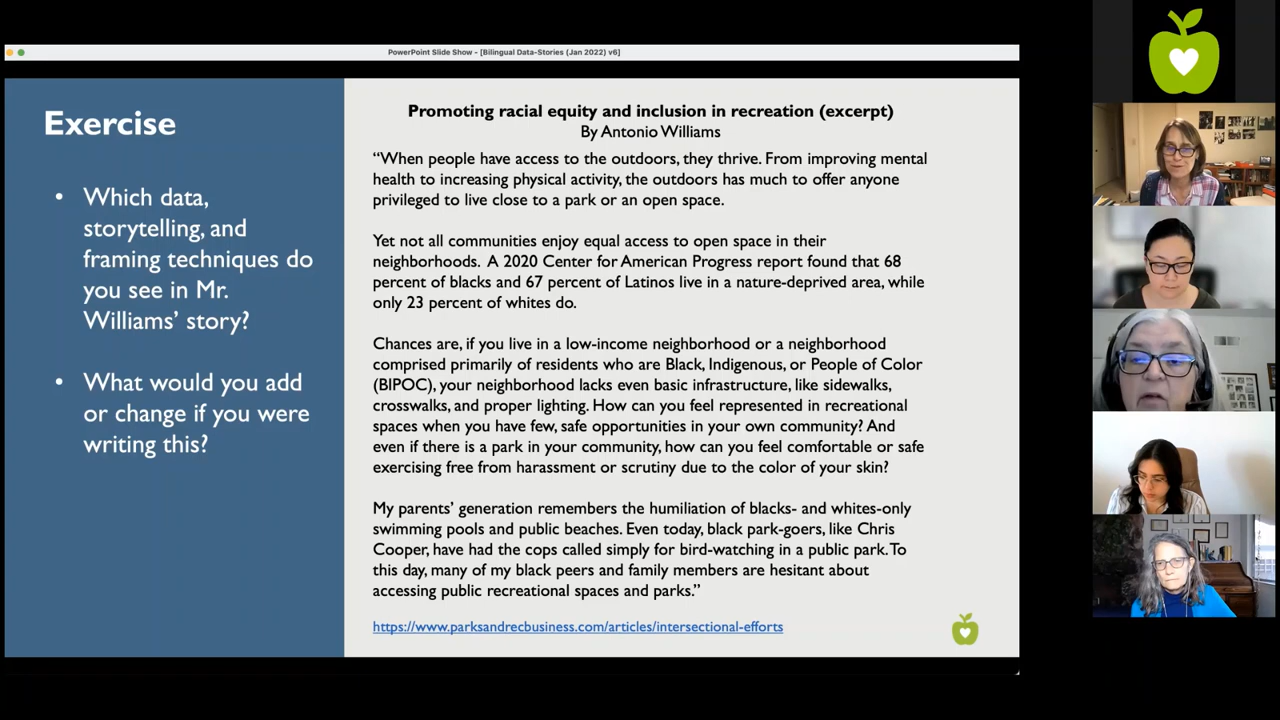 PowerPoint Slide Show - [Bilingual Data-Stories (Jan 2022) v6]
Exercise
• Which data,
storytelling, and
framing techniques do
you see in Mr.
Williams’ story?
• What would you add
or change if you were
writing this?
Promoting racial equity and inclusion in recreation (excerpt)
By Antonio Williams
“When people have access to the outdoors, they thrive. From improving mental
health to increasing physical activity, the outdoors has much to offer anyone
privileged to live close to a park or an open space.
Yet not all communities enjoy equal access to open space in their
neighborhoods. A 2020 Center for American Progress report found that 68
percent of blacks and 67 percent of Latinos live in a nature-deprived area, while
only 23 percent of whites do.
Chances are, if you live in a low-income neighborhood or a neighborhood
comprised primarily of residents who are Black, Indigenous, or People of Color
(BIPOC), your neighborhood lacks even basic infrastructure, like sidewalks,
crosswalks, and proper lighting. How can you feel represented in recreational
spaces when you have few, safe opportunities in your own community? And
even if there is a park in your community, how can you feel comfortable or safe
exercising free from harassment or scrutiny due to the color of your skin?
My parents’ generation remembers the humiliation of blacks- and whites-only
swimming pools and public beaches. Even today, black park-goers, like Chris
Cooper, have had the cops called simply for bird-watching in a public park. To
this day, many of my black peers and family members are hesitant about
accessing public recreational spaces and parks.”
https://www.parksandrecbusiness.com/articles/intersectional-efforts